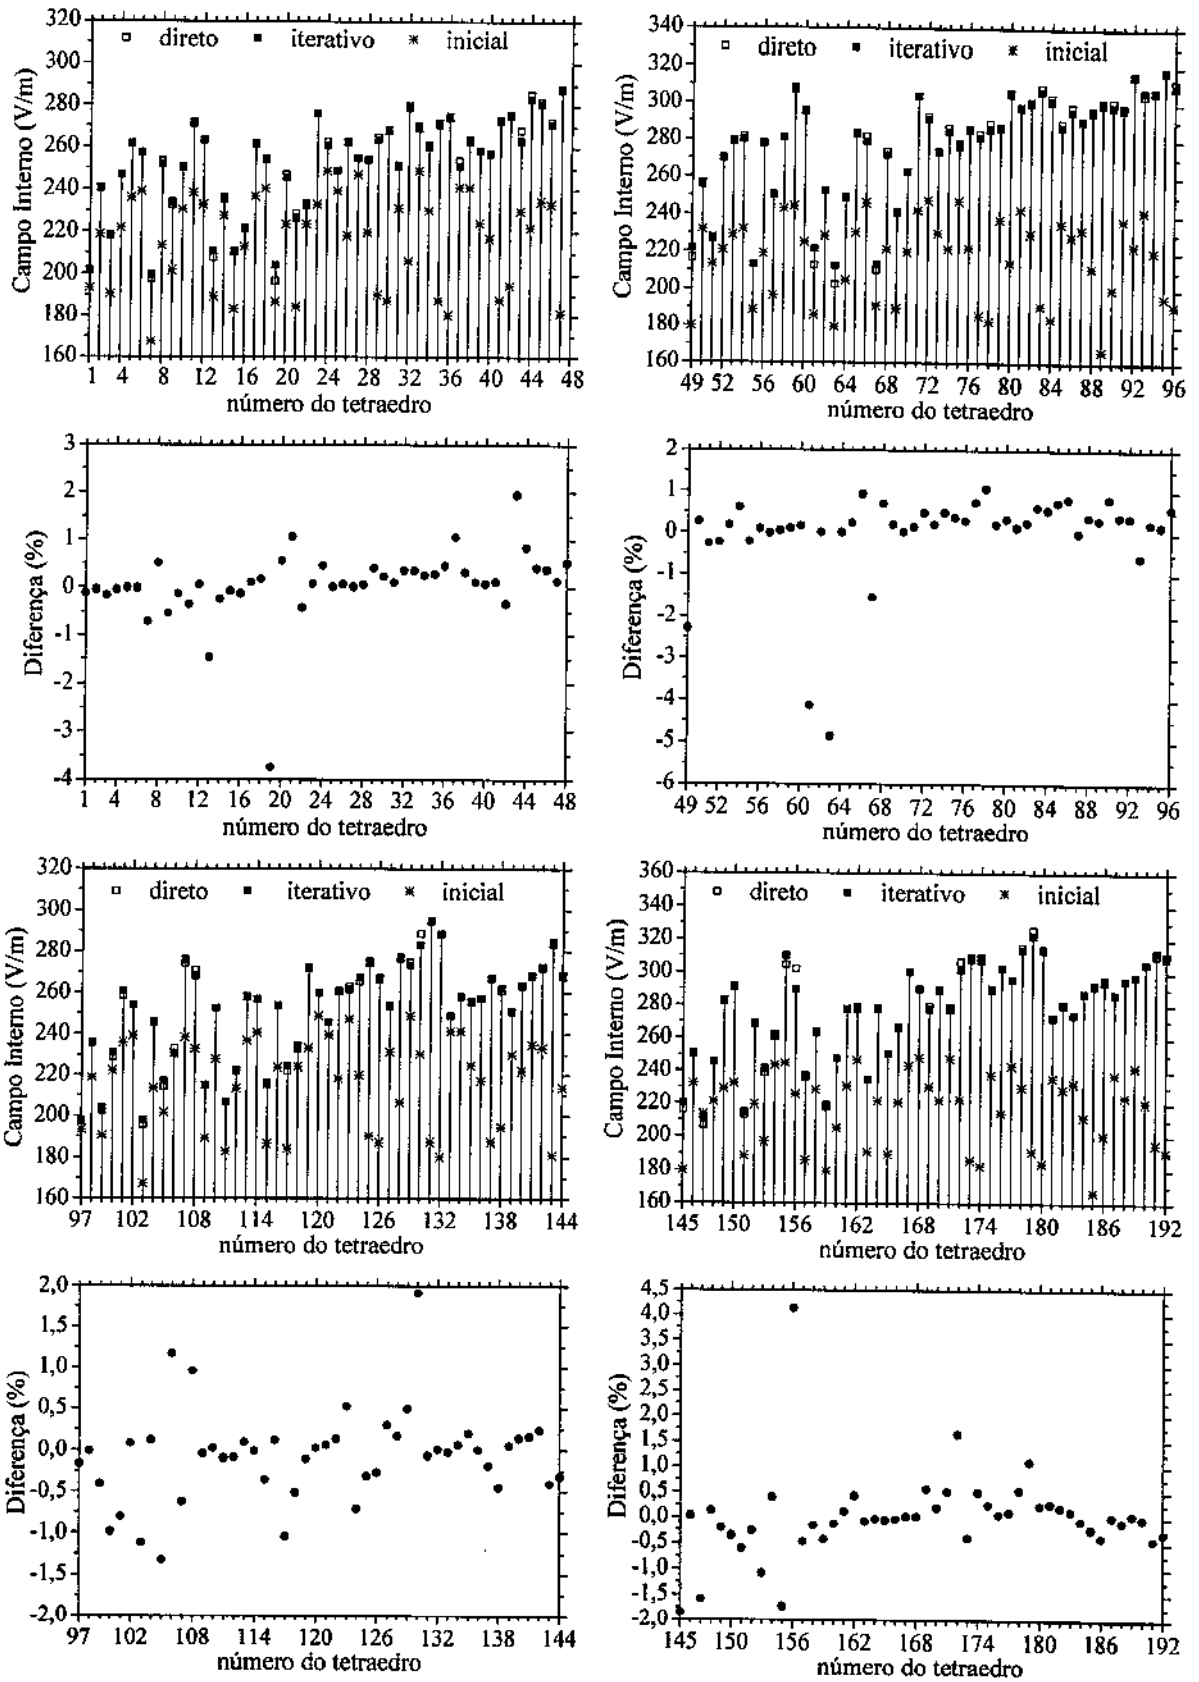 320
300
280
260
240
220
200
180
160
Campo Interno (V/m)
direto iterativo inicial
1 4 8 12 16 20 24 28 32 36 40 44 48
número do tetraedro
340
320
300
280
260
240
220
200
180
160
Campo Interno (V/m)
direto iterativo inicial
49 52 56 60 64 68 72 76 80 84 88 92 96
número do tetraedro
3
2
1
0
-1
-2
-3
-4
Diferença (%)
1 4 8 12 16 20 24 28 32 36 40 44 48
número do tetraedro
2
1
0
-1
-2
-3
-4
-5
-6
Diferença (%)
49 52 56 60 64 68 72 76 80 84 88 92 96
número do tetraedro
320
300
280
260
240
220
200
180
160
Campo Interno (V/m)
direto iterativo inicial
97 102 108 114 120 126 132 138 144
número do tetraedro
360
340
320
300
280
260
240
220
200
180
160
Campo Interno (V/m)
direto iterativo inicial
145 150 156 162 168 174 180 186 192
número do tetraedro
2,0
1,5
1,0
0,5
0,0
-0,5
-1,0
-1,5
-2,0
Diferença (%)
97 102 108 114 120 126 132 138 144
número do tetraedro
4,5
4,0
3,5
3,0
2,5
2,0
1,5
1,0
0,5
0,0
-0,5
-1,0
-1,5
-2,0
Diferença (%)
145 150 156 162 168 174 180 186 192
número do tetraedro